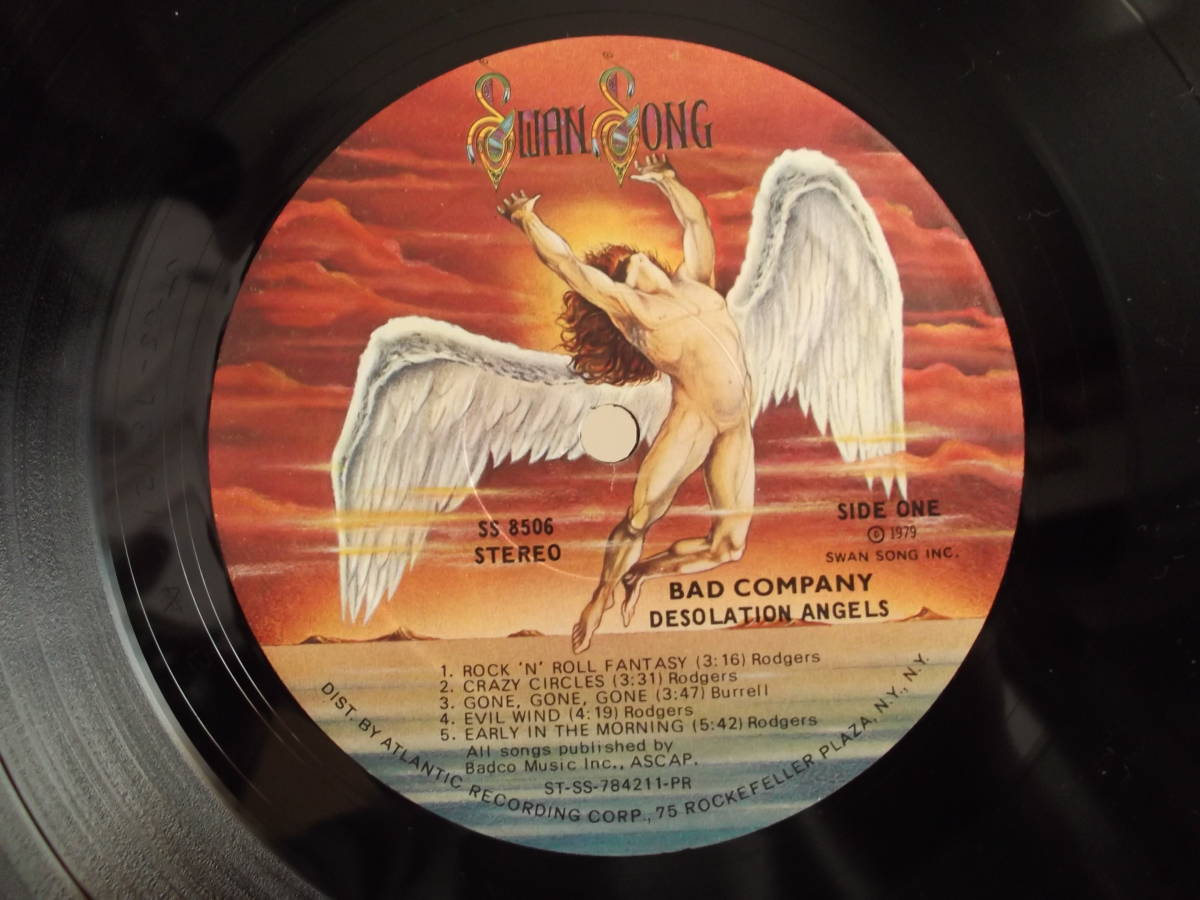 SWAN SONG
SS 8506
STEREO
SIDE ONE
Ⓟ 1979
SWAN SONG INC.
BAD COMPANY
DESOLATION ANGELS
1. ROCK 'N' ROLL FANTASY (3:16) Rodgers
2. CRAZY CIRCLES (3:31) Rodgers
3. GONE, GONE, GONE (3:47) Burrell
4. EVIL WIND (4:19) Rodgers
5. EARLY IN THE MORNING (5:42) Rodgers
All songs published by
Badco Music Inc., ASCAP.
ST-SS-784211-PR
DIST. BY ATLANTIC RECORDING CORP., 75 ROCKEFELLER PLAZA, N.Y., N.Y.